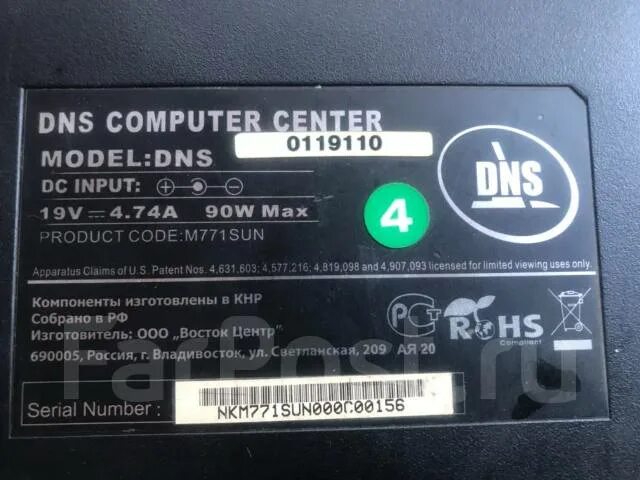 DNS COMPUTER CENTER
MODEL:DNS 0119110
DC INPUT:
19V 4.74A 90W Max
PRODUCT CODE:M771SUN
4
DNS
Apparatus Claims of U.S. Patent Nos. 4,631,603; 4,577,216; 4,819,098 and 4,907,093 licensed for limited viewing uses only.
Компоненты изготовлены в КНР
Собрано в РФ
Изготовитель: ООО „Восток Центр"
690005, Россия, г. Владивосток, ул. Светланская, 209
АЯ 20
RoHS
Compliant
Serial Number :
NKM771SUN000C00156
FarPost.ru